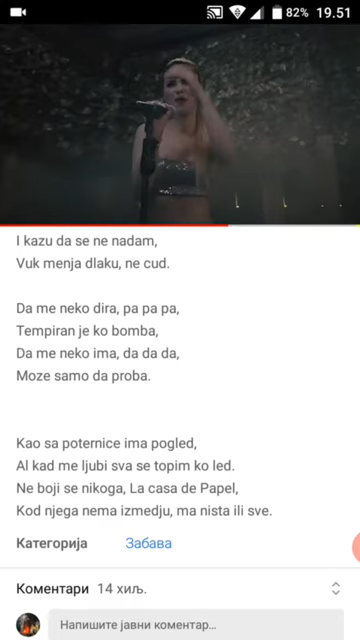 82% 19.51
I kazu da se ne nadam,
Vuk menja dlaku, ne cud.
Da me neko dira, pa pa pa,
Tempiran je ko bomba,
Da me neko ima, da da da,
Moze samo da proba.
Kao sa poternice ima pogled,
Al kad me ljubi sva se topim ko led.
Ne boji se nikoga, La casa de Papel,
Kod njega nema izmedju, ma nista ili sve.
Категорија Забава
Коментари 14 хиљ.
Напишите јавни коментар...